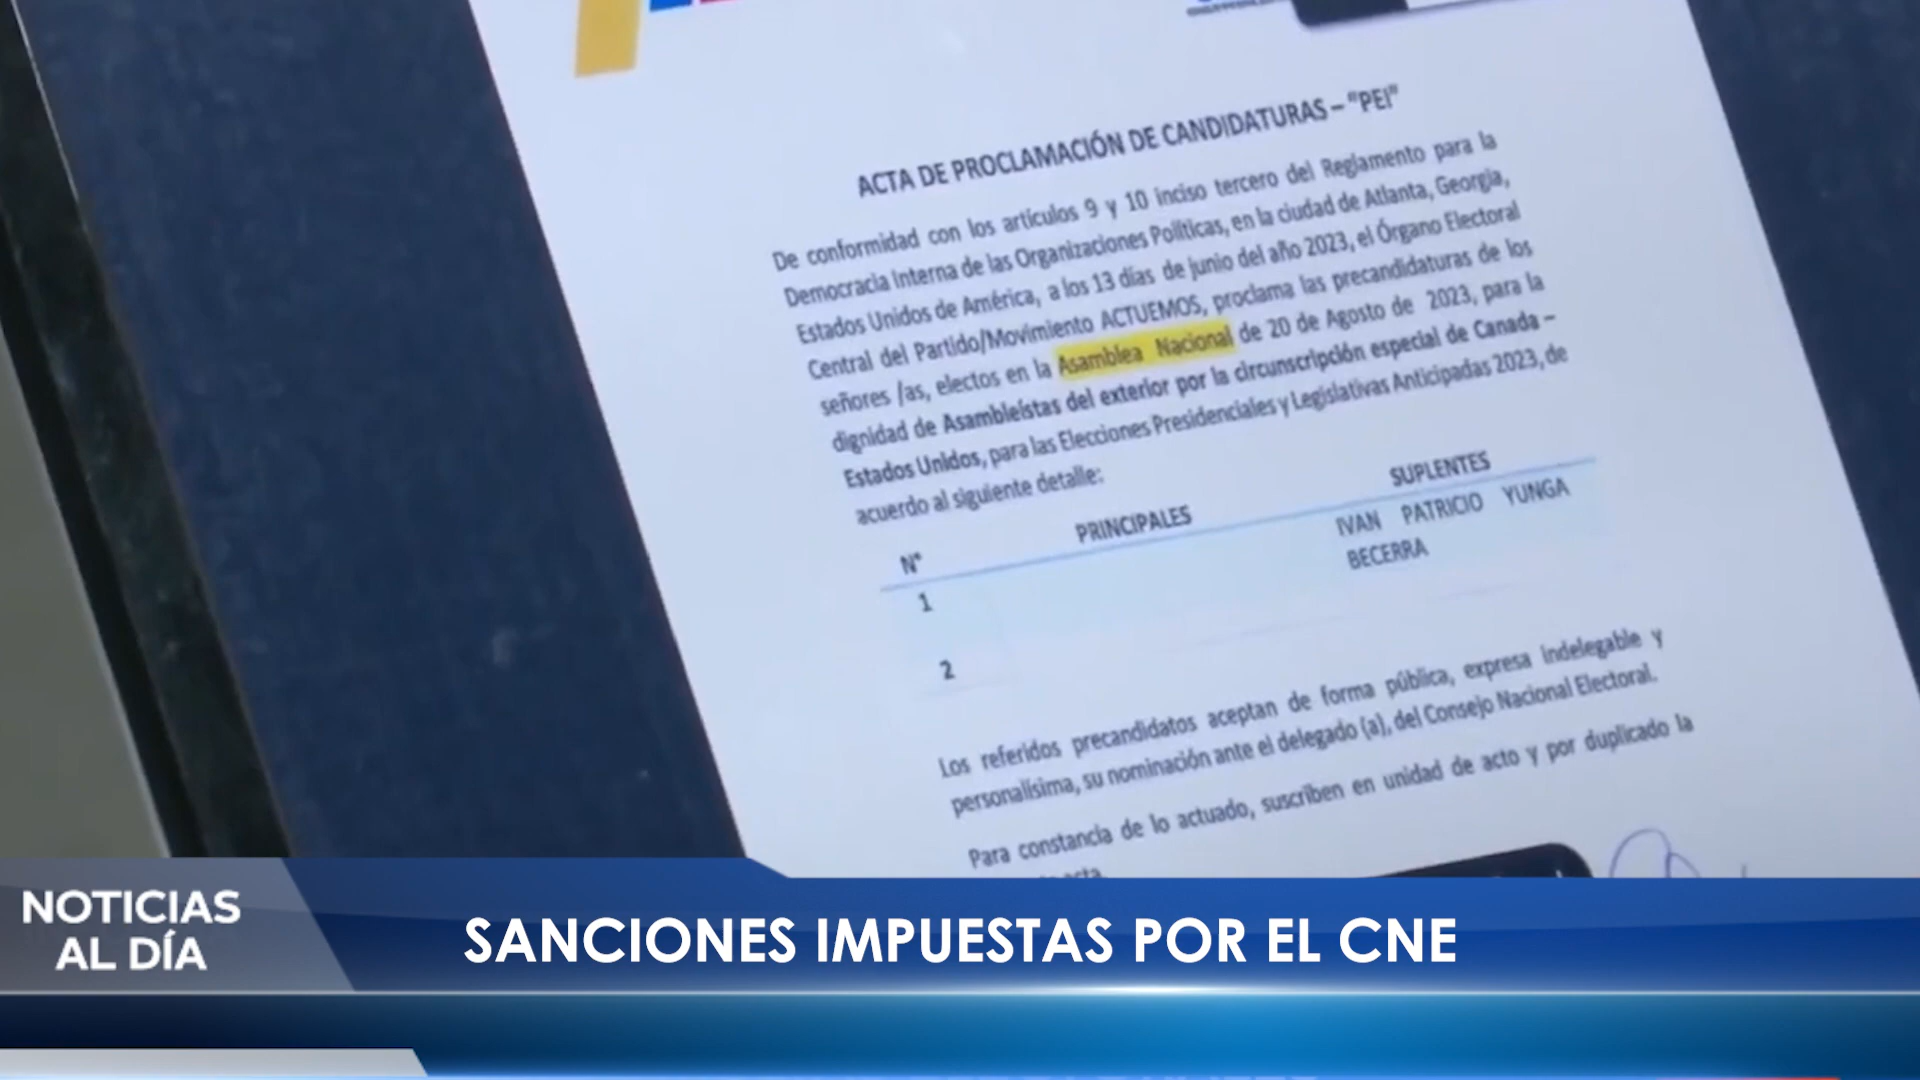 ACTA DE PROCLAMACIÓN DE CANDIDATURAS – "PEI"
De conformidad con los artículos 9 y 10 inciso tercero del Reglamento para la
Democracia Interna de las Organizaciones Políticas, en la ciudad de Atlanta, Georgia,
Estados Unidos de América, a los 13 días de junio del año 2023, el Órgano Electoral
Central del Partido/Movimiento ACTUEMOS, proclama las precandidaturas de los
señores /as, electos en la Asamblea Nacional de 20 de Agosto de 2023, para la
dignidad de Asambleístas del exterior por la circunscripción especial de Canada –
Estados Unidos, para las Elecciones Presidenciales y Legislativas Anticipadas 2023, de
acuerdo al siguiente detalle:
N° PRINCIPALES SUPLENTES
1 IVAN PATRICIO YUNGA
BECERRA
2
Los referidos precandidatos aceptan de forma pública, expresa indelegable y
personalísima, su nominación ante el delegado (a), del Consejo Nacional Electoral.
Para constancia de lo actuado, suscriben en unidad de acto y por duplicado la
NOTICIAS
AL DÍA
SANCIONES IMPUESTAS POR EL CNE